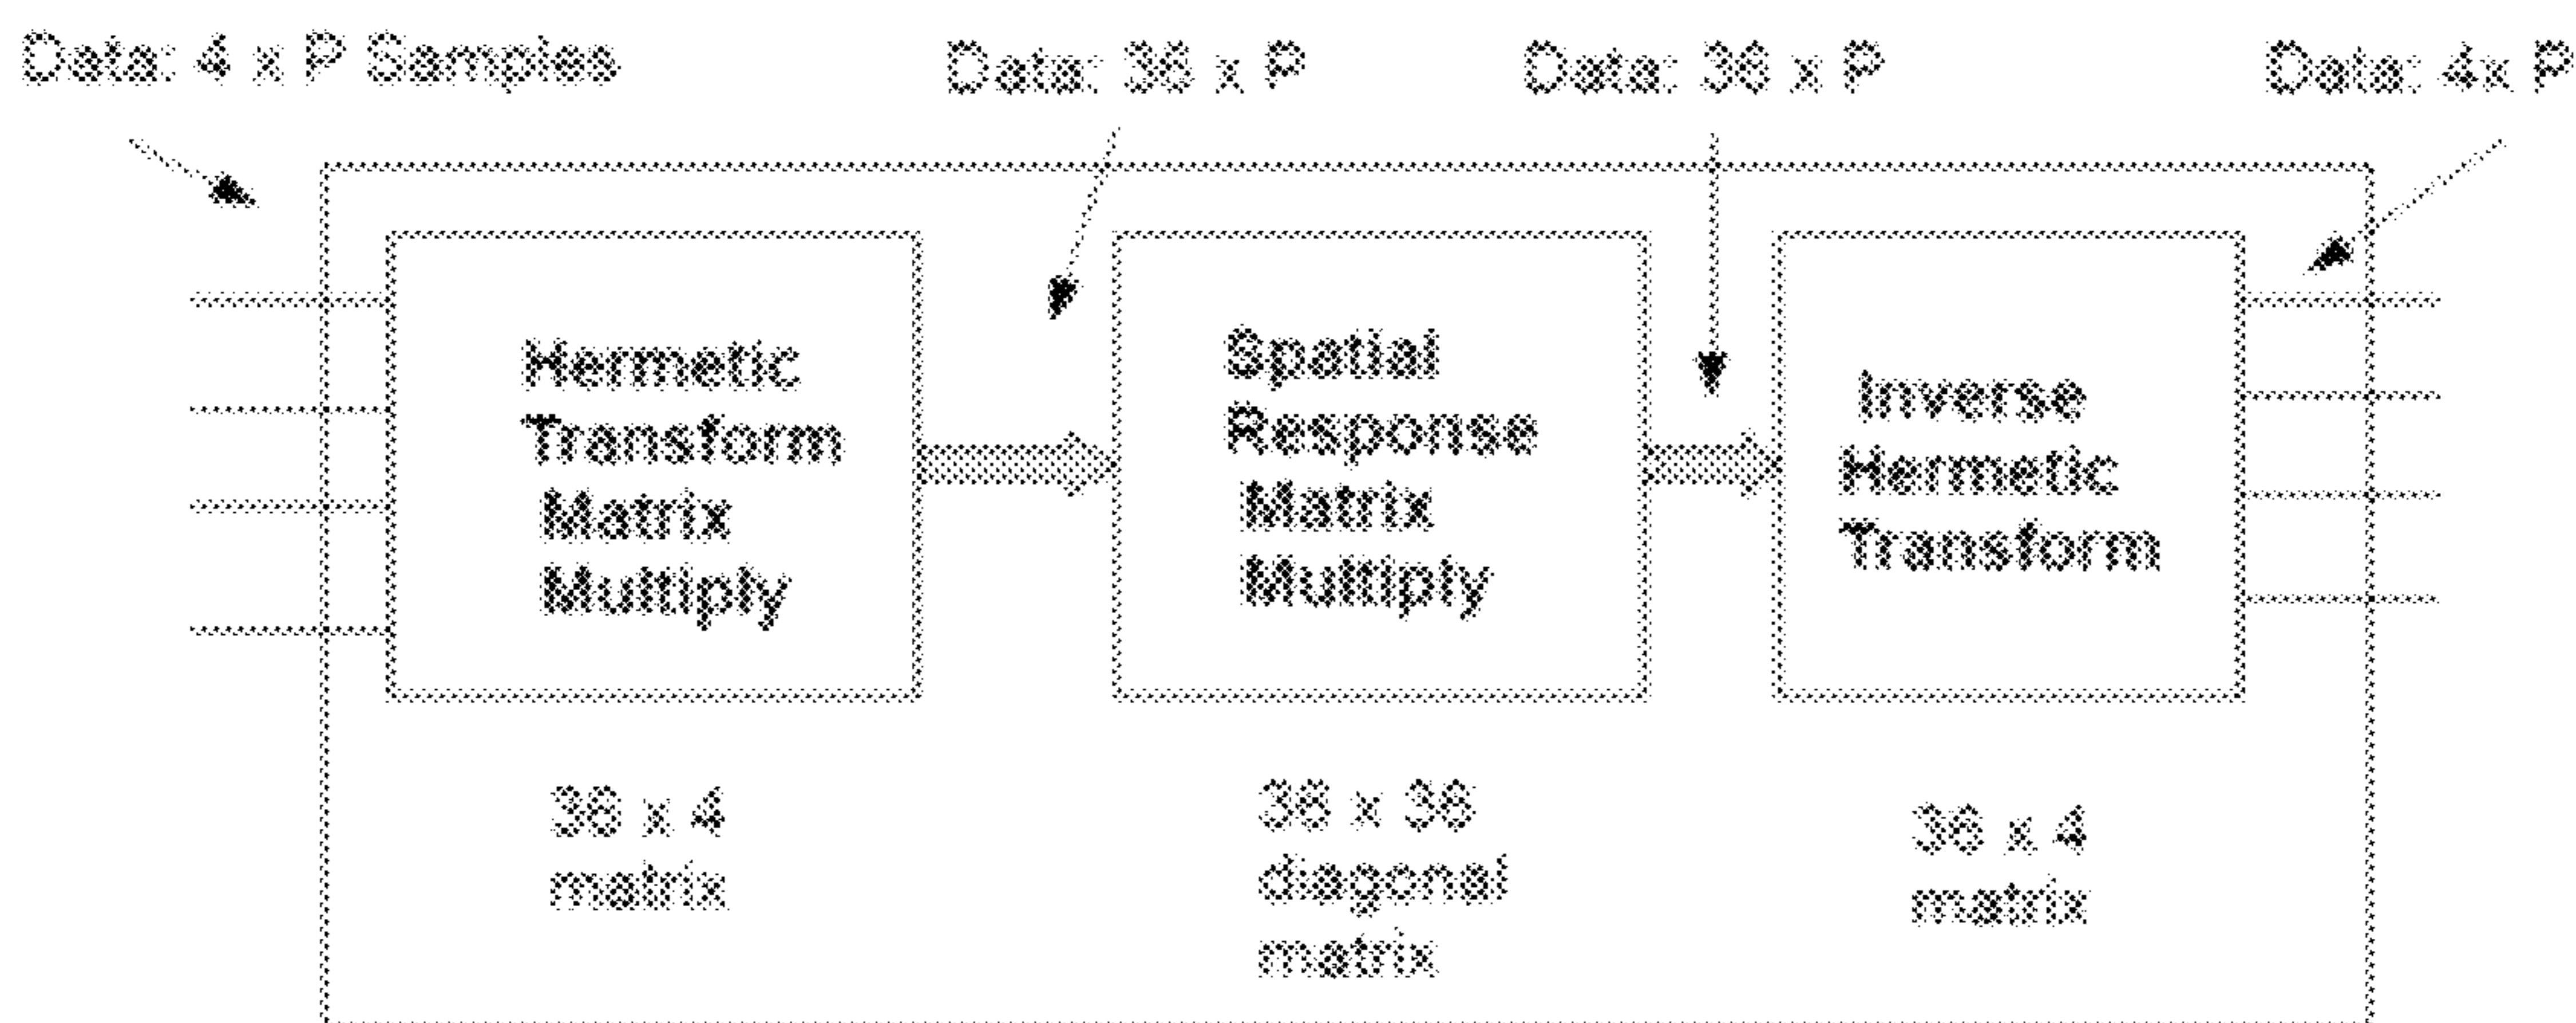 Data: 4 x P Samples
Data: 36 x P
Data: 36 x P
Data: 4x P
Hermetic
Transform
Matrix
Multiply
Spatial
Response
Matrix
Multiply
Inverse
Hermetic
Transform
36 x 4
matrix
36 x 36
diagonal
matrix
36 x 4
matrix